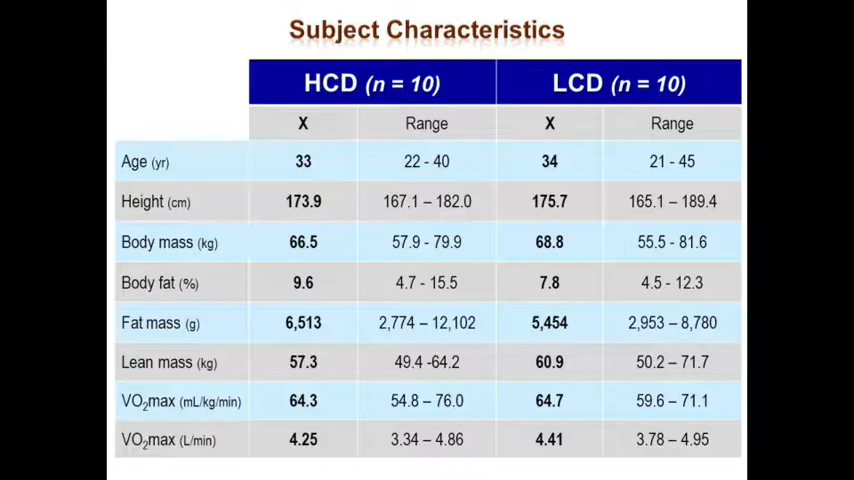 Subject Characteristics
HCD (n = 10) LCD (n = 10)
X Range X Range
Age (yr) 33 22 - 40 34 21 - 45
Height (cm) 173.9 167.1 – 182.0 175.7 165.1 – 189.4
Body mass (kg) 66.5 57.9 - 79.9 68.8 55.5 - 81.6
Body fat (%) 9.6 4.7 - 15.5 7.8 4.5 - 12.3
Fat mass (g) 6,513 2,774 – 12,102 5,454 2,953 – 8,780
Lean mass (kg) 57.3 49.4 -64.2 60.9 50.2 – 71.7
VO₂max (mL/kg/min) 64.3 54.8 – 76.0 64.7 59.6 – 71.1
VO₂max (L/min) 4.25 3.34 – 4.86 4.41 3.78 – 4.95